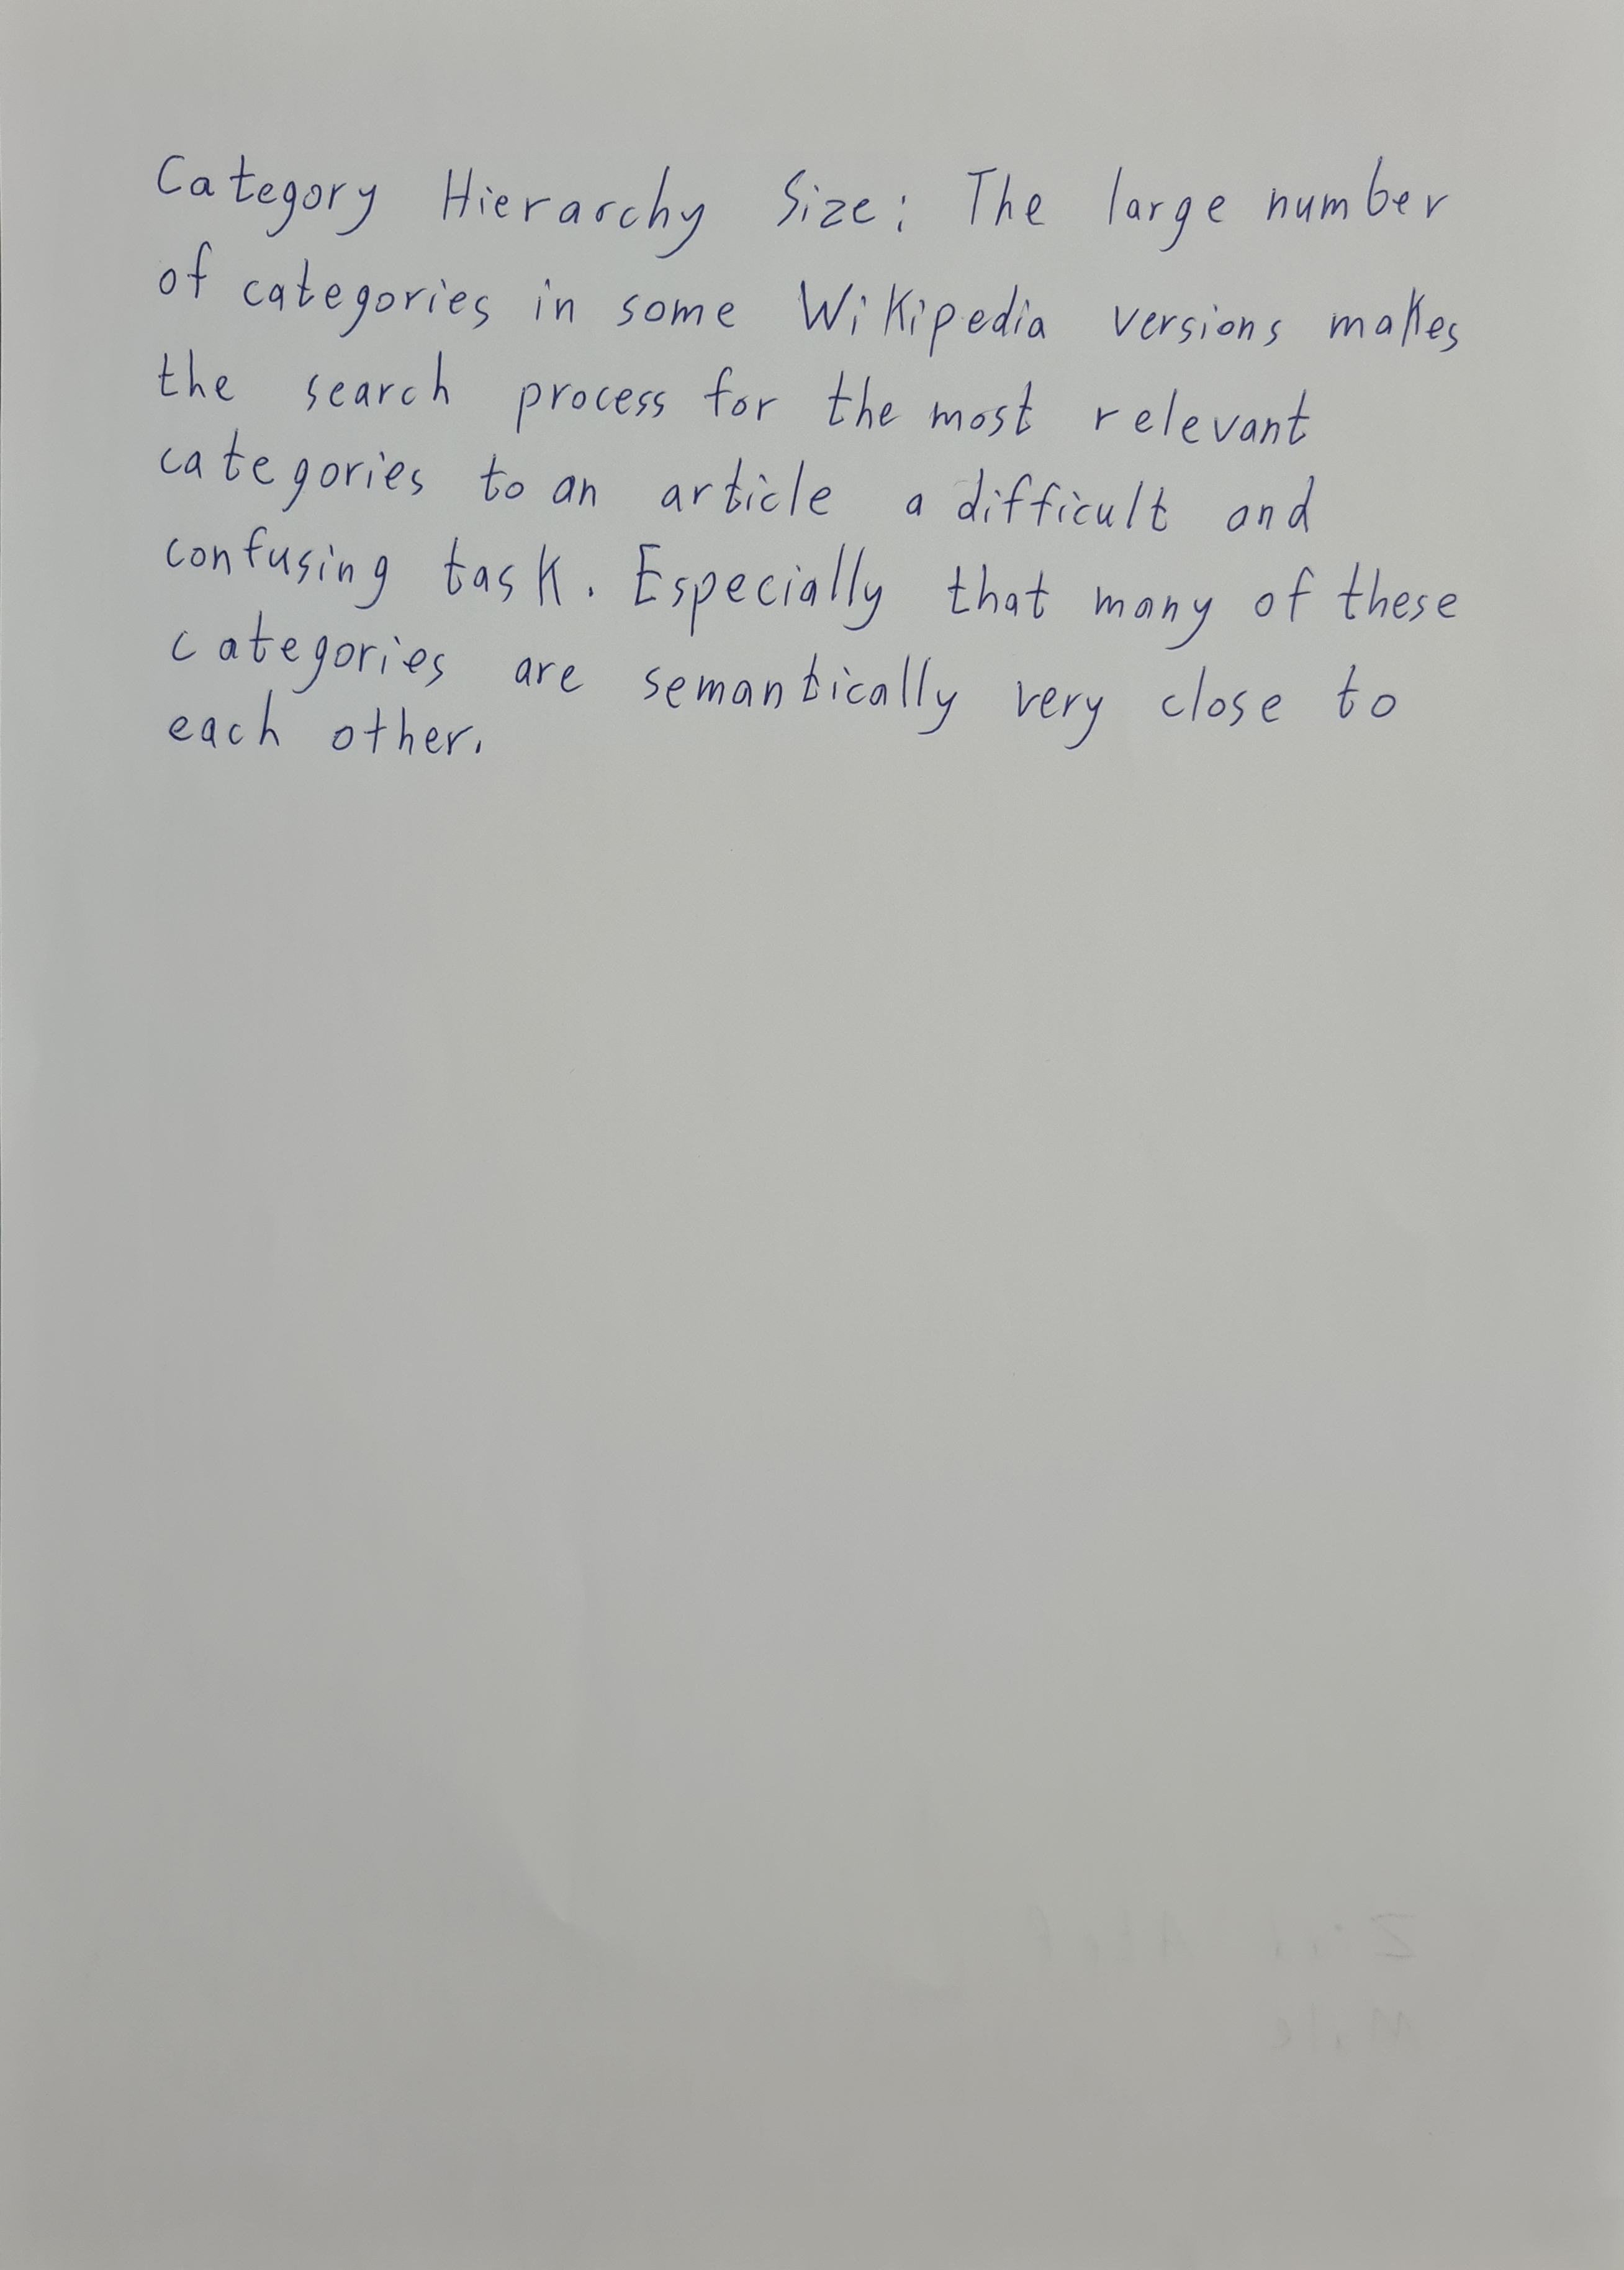 Category Hierarchy Size: The large number
of categories in some Wikipedia versions makes
the search process for the most relevant
categories to an article a difficult and
confusing task. Especially that many of these
categories are semantically very close to
each other.